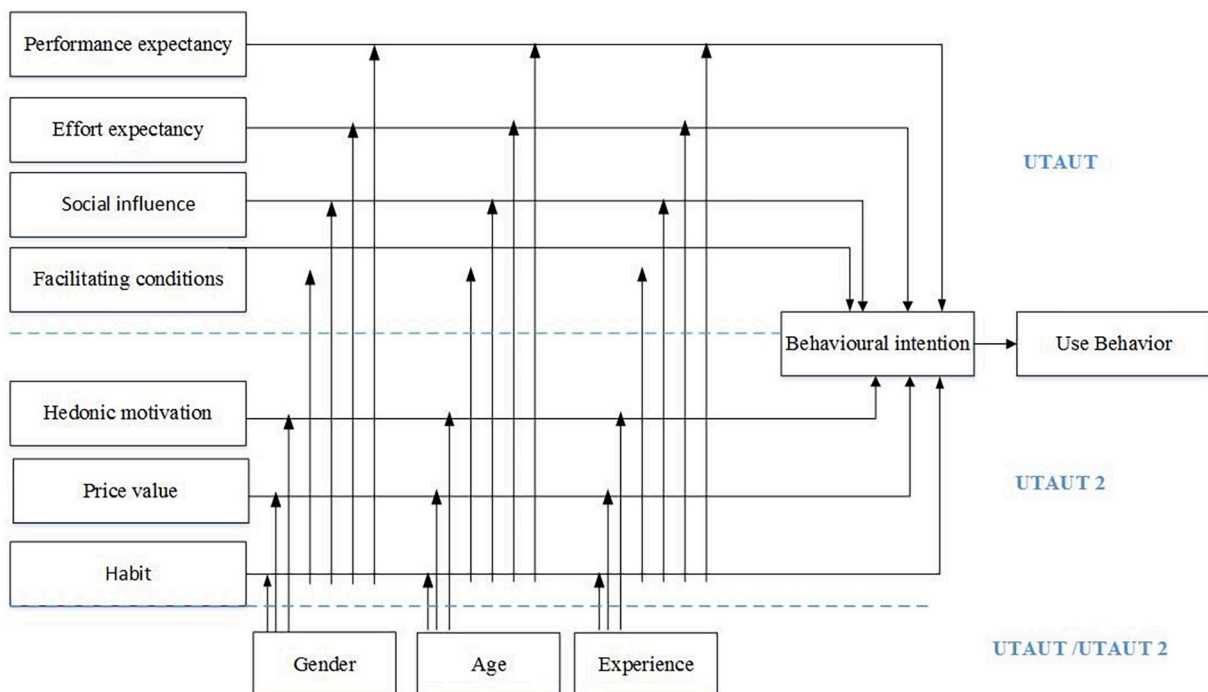 Performance expectancy
Effort expectancy
UTAUT
Social influence
Facilitating conditions
Behavioural intention
Use Behavior
Hedonic motivation
Price value
UTAUT 2
Habit
Gender
Age
Experience
UTAUT /UTAUT 2